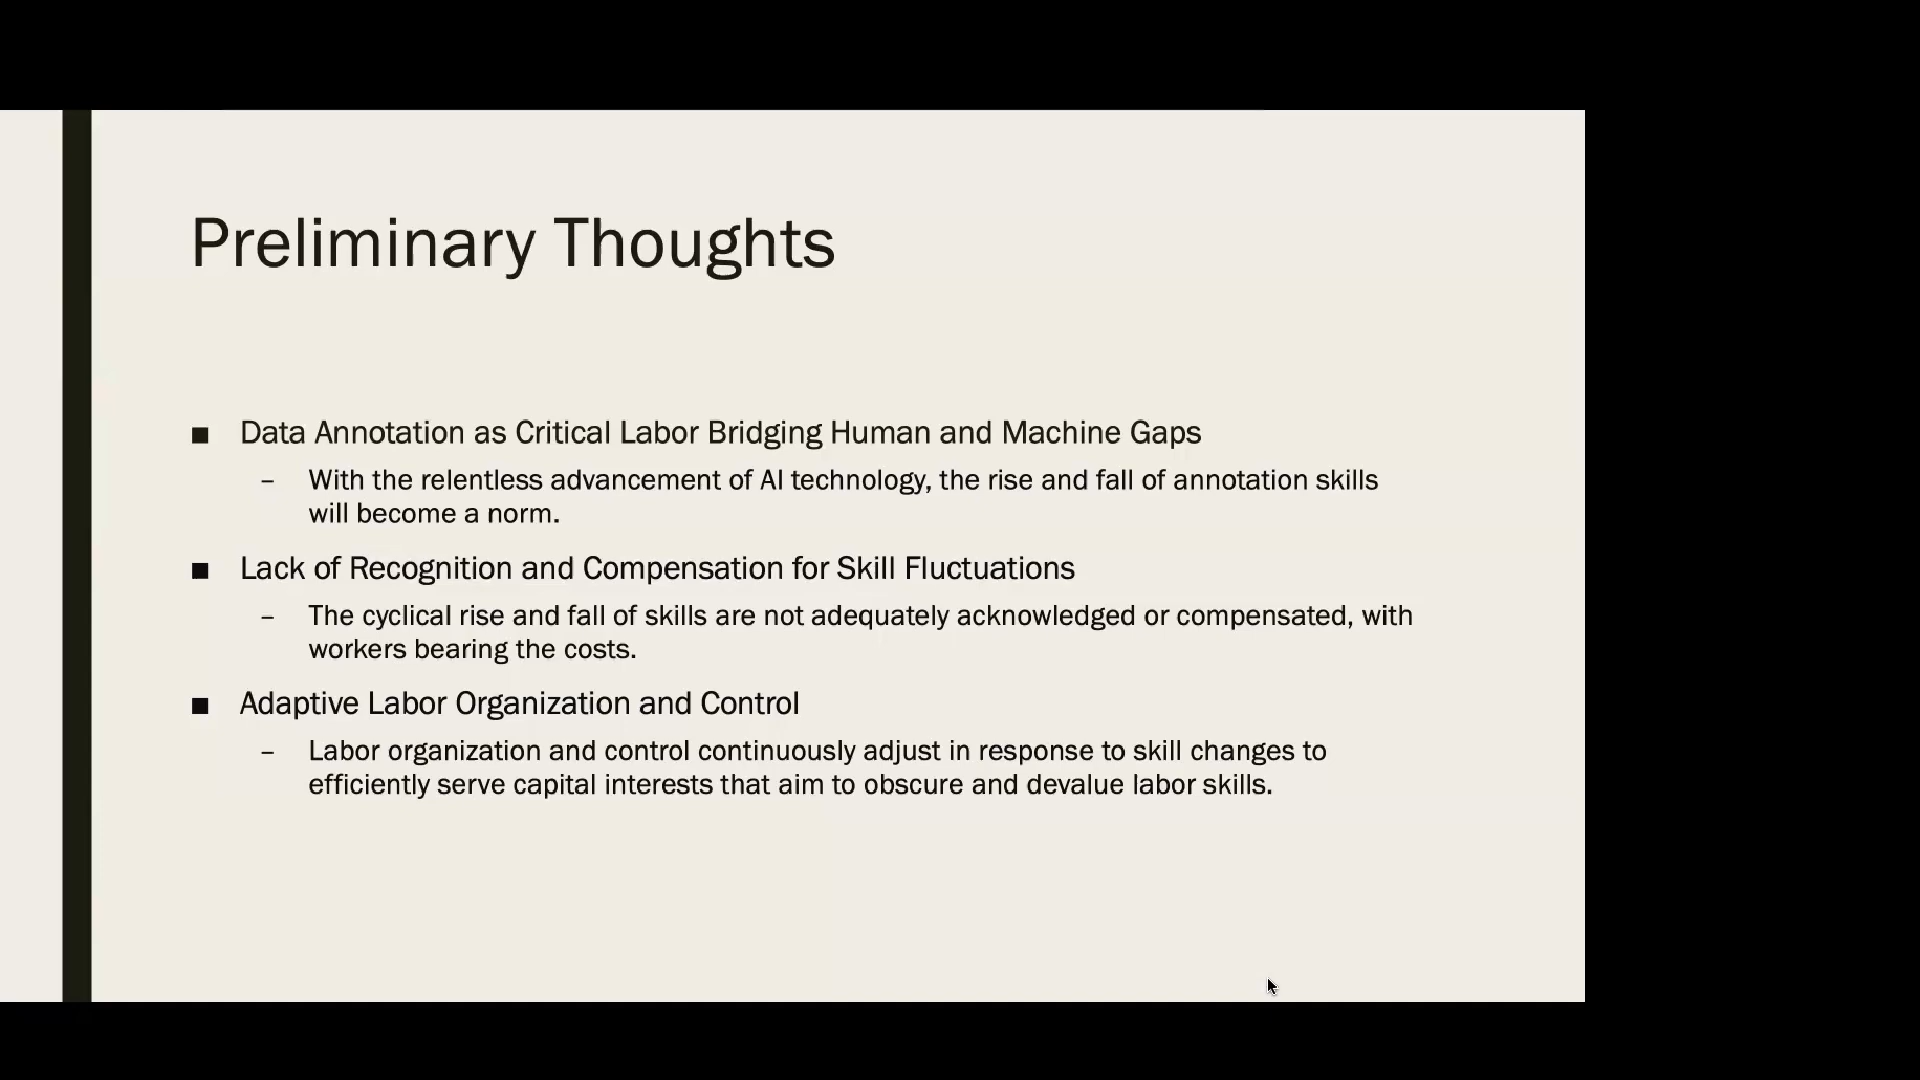 Preliminary Thoughts
■ Data Annotation as Critical Labor Bridging Human and Machine Gaps
– With the relentless advancement of AI technology, the rise and fall of annotation skills
will become a norm.
■ Lack of Recognition and Compensation for Skill Fluctuations
– The cyclical rise and fall of skills are not adequately acknowledged or compensated, with
workers bearing the costs.
■ Adaptive Labor Organization and Control
– Labor organization and control continuously adjust in response to skill changes to
efficiently serve capital interests that aim to obscure and devalue labor skills.